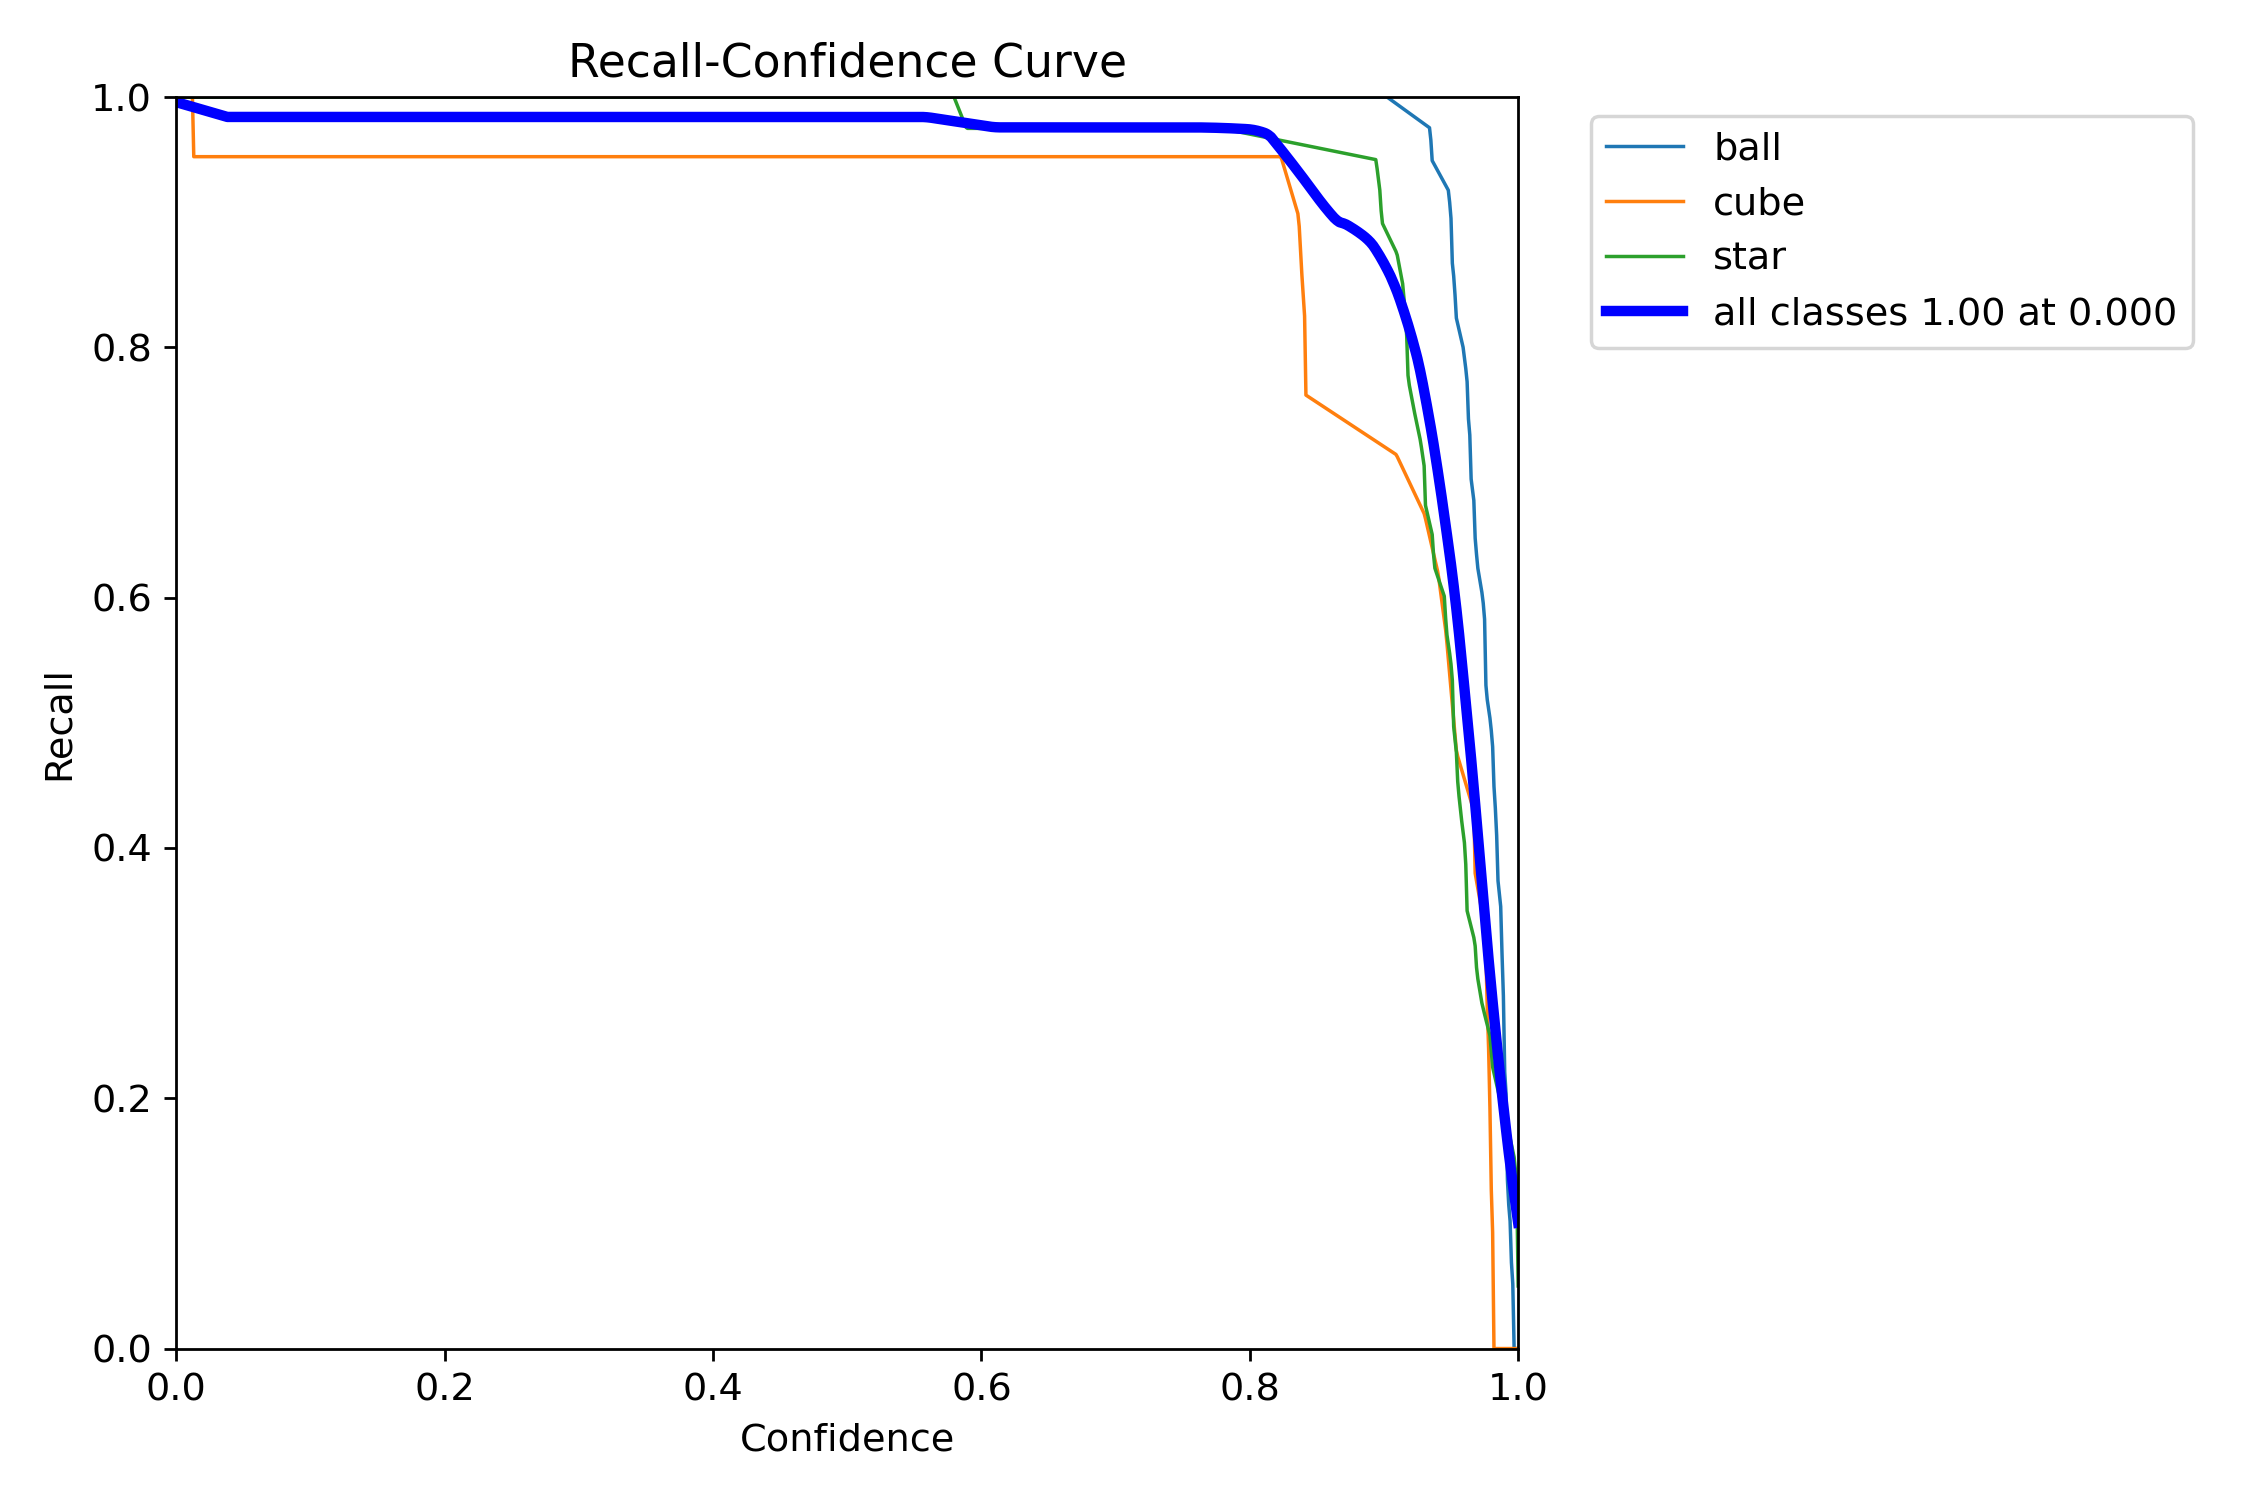 Recall-Confidence Curve
1.0
0.8
0.6
0.4
0.2
0.0
Recall
0.0 0.2 0.4 0.6 0.8 1.0
Confidence
ball
cube
star
all classes 1.00 at 0.000